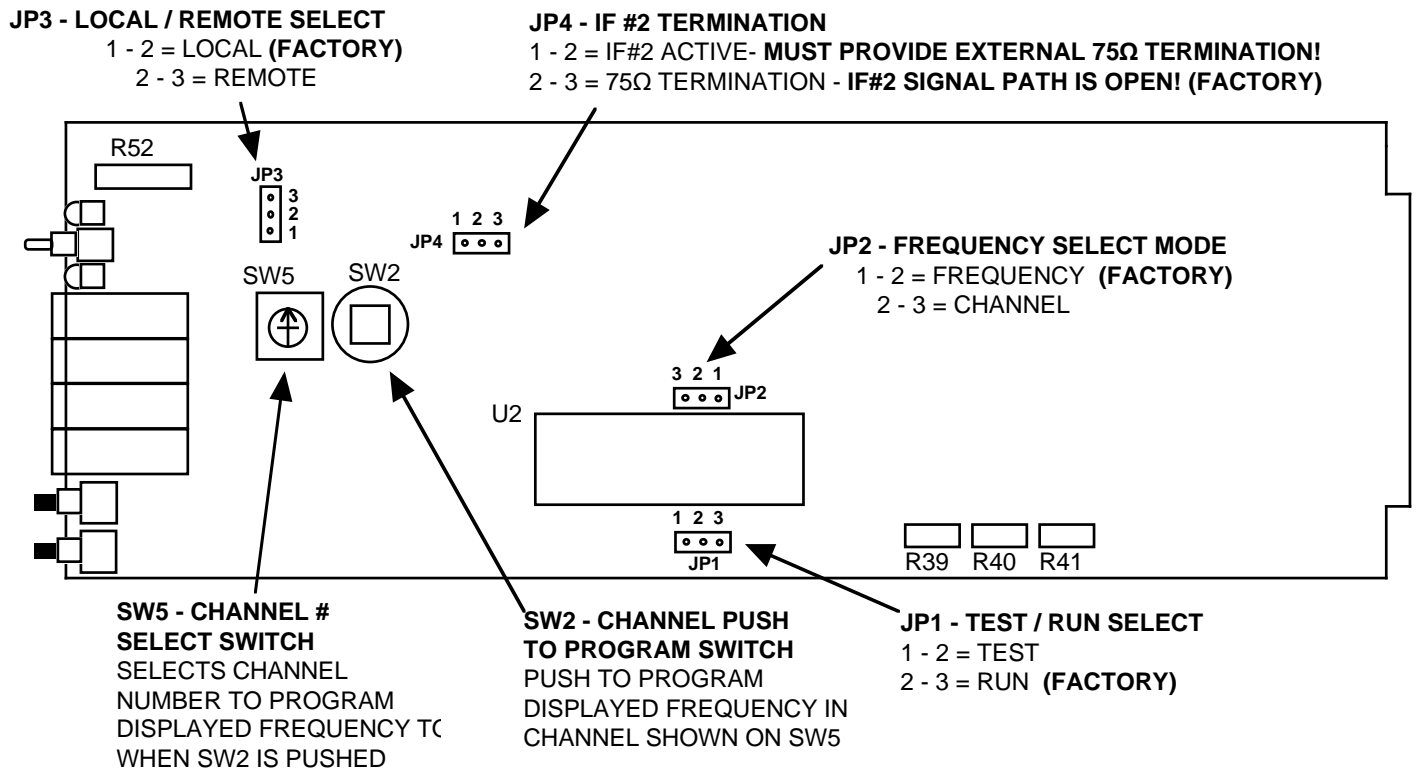 JP3 - LOCAL / REMOTE SELECT
1 - 2 = LOCAL (FACTORY)
2 - 3 = REMOTE
JP4 - IF #2 TERMINATION
1 - 2 = IF#2 ACTIVE- MUST PROVIDE EXTERNAL 75Ω TERMINATION!
2 - 3 = 75Ω TERMINATION - IF#2 SIGNAL PATH IS OPEN! (FACTORY)
R52
JP3
3
2
1
1 2 3
JP4
JP2 - FREQUENCY SELECT MODE
1 - 2 = FREQUENCY (FACTORY)
2 - 3 = CHANNEL
SW5
SW2
3 2 1
JP2
U2
1 2 3
JP1
R39
R40
R41
SW5 - CHANNEL #
SELECT SWITCH
SELECTS CHANNEL
NUMBER TO PROGRAM
DISPLAYED FREQUENCY TO
WHEN SW2 IS PUSHED
SW2 - CHANNEL PUSH
TO PROGRAM SWITCH
PUSH TO PROGRAM
DISPLAYED FREQUENCY IN
CHANNEL SHOWN ON SW5
JP1 - TEST / RUN SELECT
1 - 2 = TEST
2 - 3 = RUN (FACTORY)